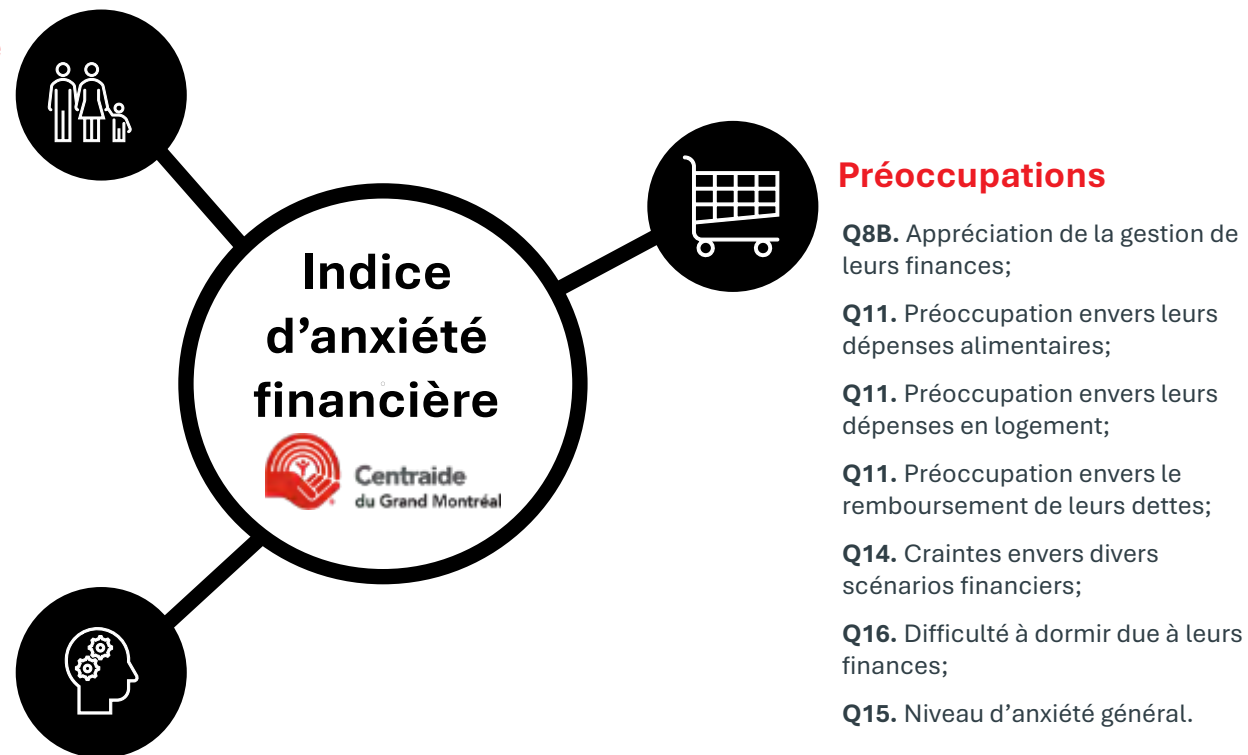 Indice
d’anxiété
financière
Centraide
du Grand Montréal
Préoccupations
Q8B. Appréciation de la gestion de
leurs finances;
Q11. Préoccupation envers leurs
dépenses alimentaires;
Q11. Préoccupation envers leurs
dépenses en logement;
Q11. Préoccupation envers le
remboursement de leurs dettes;
Q14. Craintes envers divers
scénarios financiers;
Q16. Difficulté à dormir due à leurs
finances;
Q15. Niveau d’anxiété général.